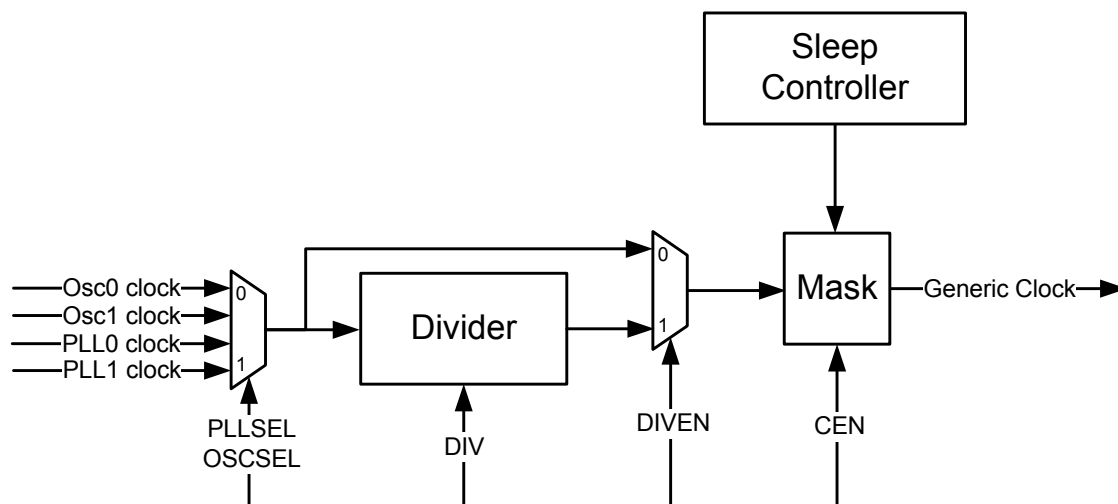 Sleep
Controller
0
Osc0 clock
0
Osc1 clock
Divider
Mask
Generic Clock
PLL0 clock
1
PLL1 clock
1
PLLSEL
OSCSEL
DIV
DIVEN
CEN